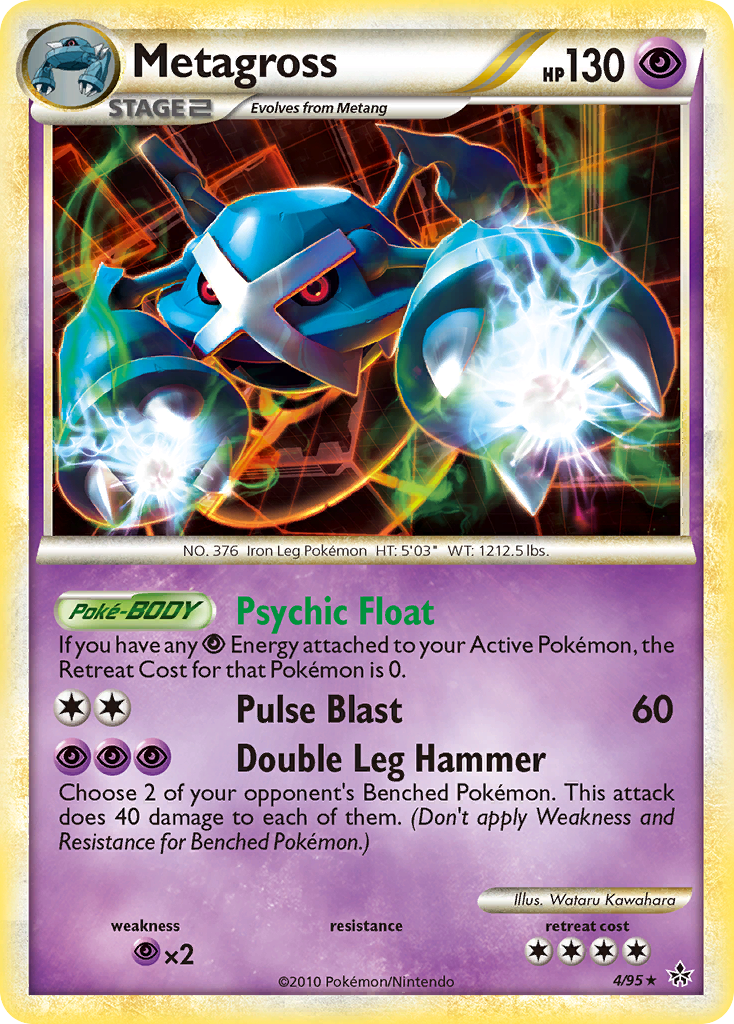 Metagross
HP 130
STAGE 2
Evolves from Metang
NO. 376 Iron Leg Pokémon HT: 5'03" WT: 1212.5 lbs.
Poké-BODY Psychic Float
If you have any Energy attached to your Active Pokémon, the
Retreat Cost for that Pokémon is 0.
Pulse Blast 60
Double Leg Hammer
Choose 2 of your opponent's Benched Pokémon. This attack
does 40 damage to each of them. (Don't apply Weakness and
Resistance for Benched Pokémon.)
Illus. Wataru Kawahara
weakness resistance retreat cost
×2
©2010 Pokémon/Nintendo
4/95 ★